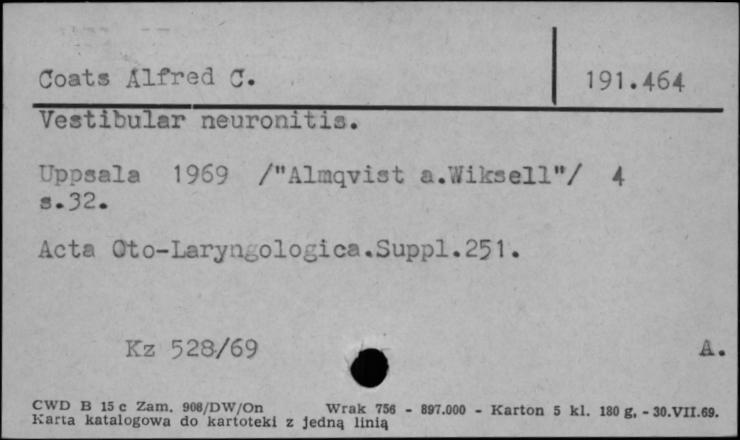 Coats Alfred C. 191.464
Vestibular neuronitis.
Uppsala 1969 /"Almqvist a.Wiksell"/ 4
s.32.
Acta Oto-Laryngologica.Suppl.251.
Kz 528/69 A.
CWD B 15 c Zam. 908/DW/On Wrak 756 - 897.000 - Karton 5 kl. 180 g. - 30.VII.69.
Karta katalogowa do kartoteki z jedną linią